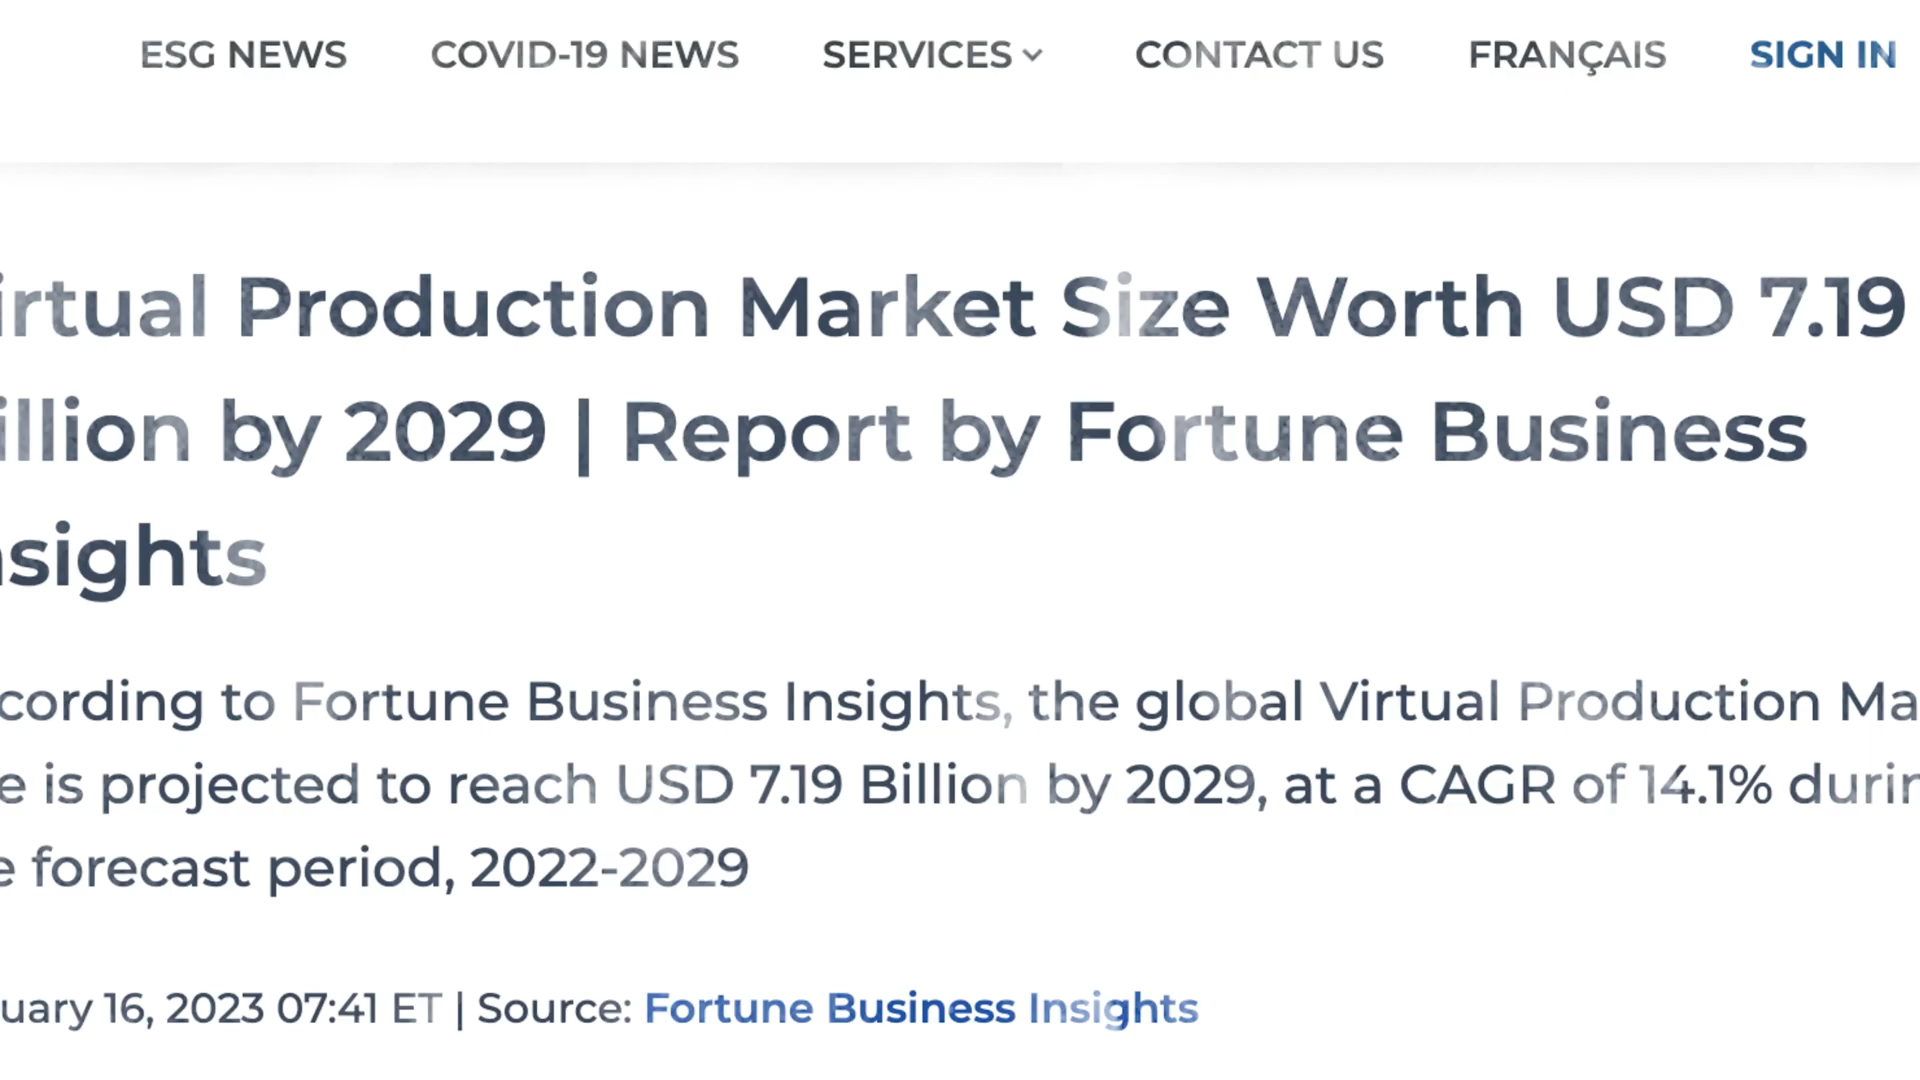 ESG NEWS COVID-19 NEWS SERVICES CONTACT US FRANÇAIS SIGN IN
irtual Production Market Size Worth USD 7.19
illion by 2029 | Report by Fortune Business
nsights
cording to Fortune Business Insights, the global Virtual Production Ma
e is projected to reach USD 7.19 Billion by 2029, at a CAGR of 14.1% durin
e forecast period, 2022-2029
uary 16, 2023 07:41 ET | Source: Fortune Business Insights